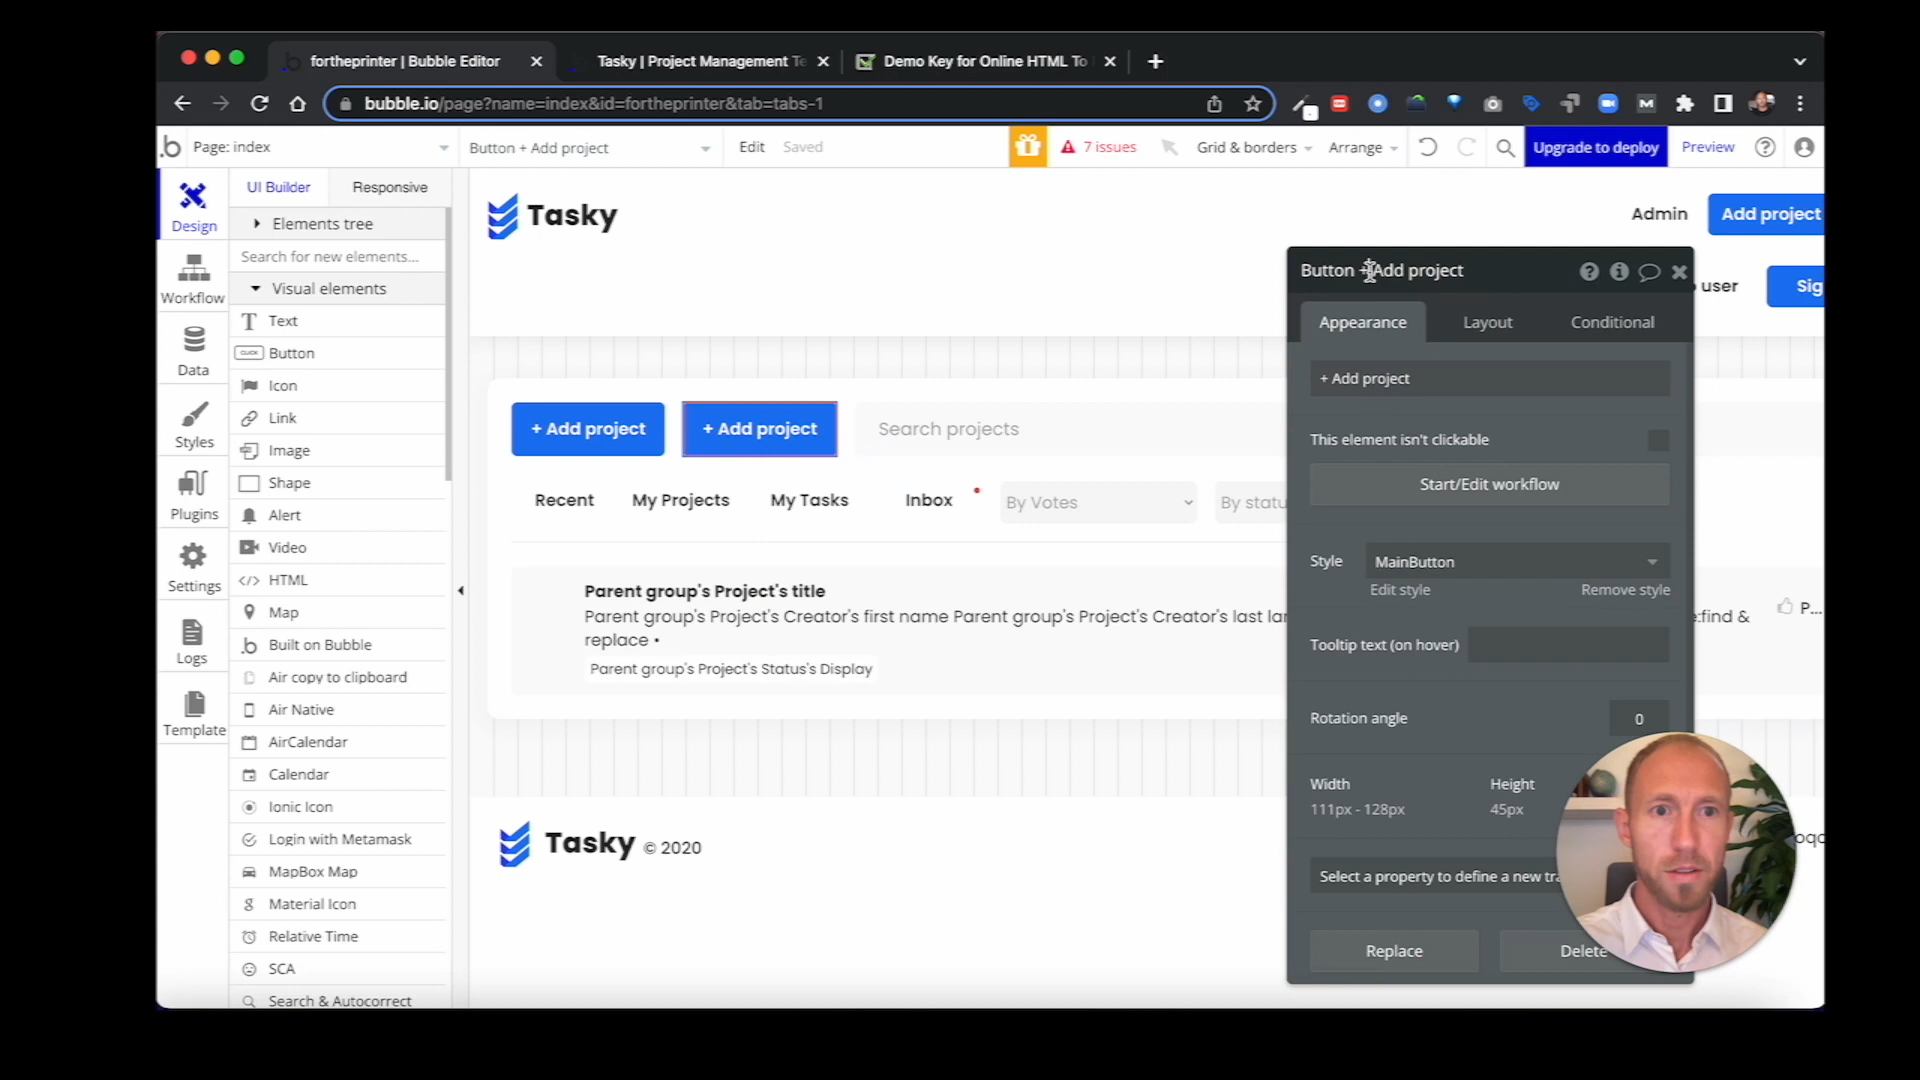 fortheprinter | Bubble Editor
Tasky | Project Management Te
Demo Key for Online HTML To
bubble.io/page?name=index&id=fortheprinter&tab=tabs-1
Page: index
Button + Add project
Edit
Saved
7 issues
Grid & borders
Arrange
Upgrade to deploy
Preview
Design
Workflow
Data
Styles
Plugins
Settings
Logs
Template
UI Builder
Responsive
Elements tree
Search for new elements...
Visual elements
Text
CLICK
Button
Icon
Link
Image
Shape
Alert
Video
HTML
Map
Built on Bubble
Air copy to clipboard
Air Native
AirCalendar
Calendar
Ionic Icon
Login with Metamask
MapBox Map
Material Icon
Relative Time
SCA
Search & Autocorrect
Tasky
Admin
Add project
user
Sig
+ Add project
+ Add project
Search projects
Recent
My Projects
My Tasks
Inbox
By Votes
By statu
Parent group's Project's title
Parent group's Project's Creator's first name Parent group's Project's Creator's last la
:find &
replace •
P...
Parent group's Project's Status's Display
Tasky © 2020
Button + Add project
Appearance
Layout
Conditional
+ Add project
This element isn't clickable
Start/Edit workflow
Style
MainButton
Edit style
Remove style
Tooltip text (on hover)
Rotation angle
0
Width
Height
111px - 128px
45px
Select a property to define a new tra
Replace
Delete